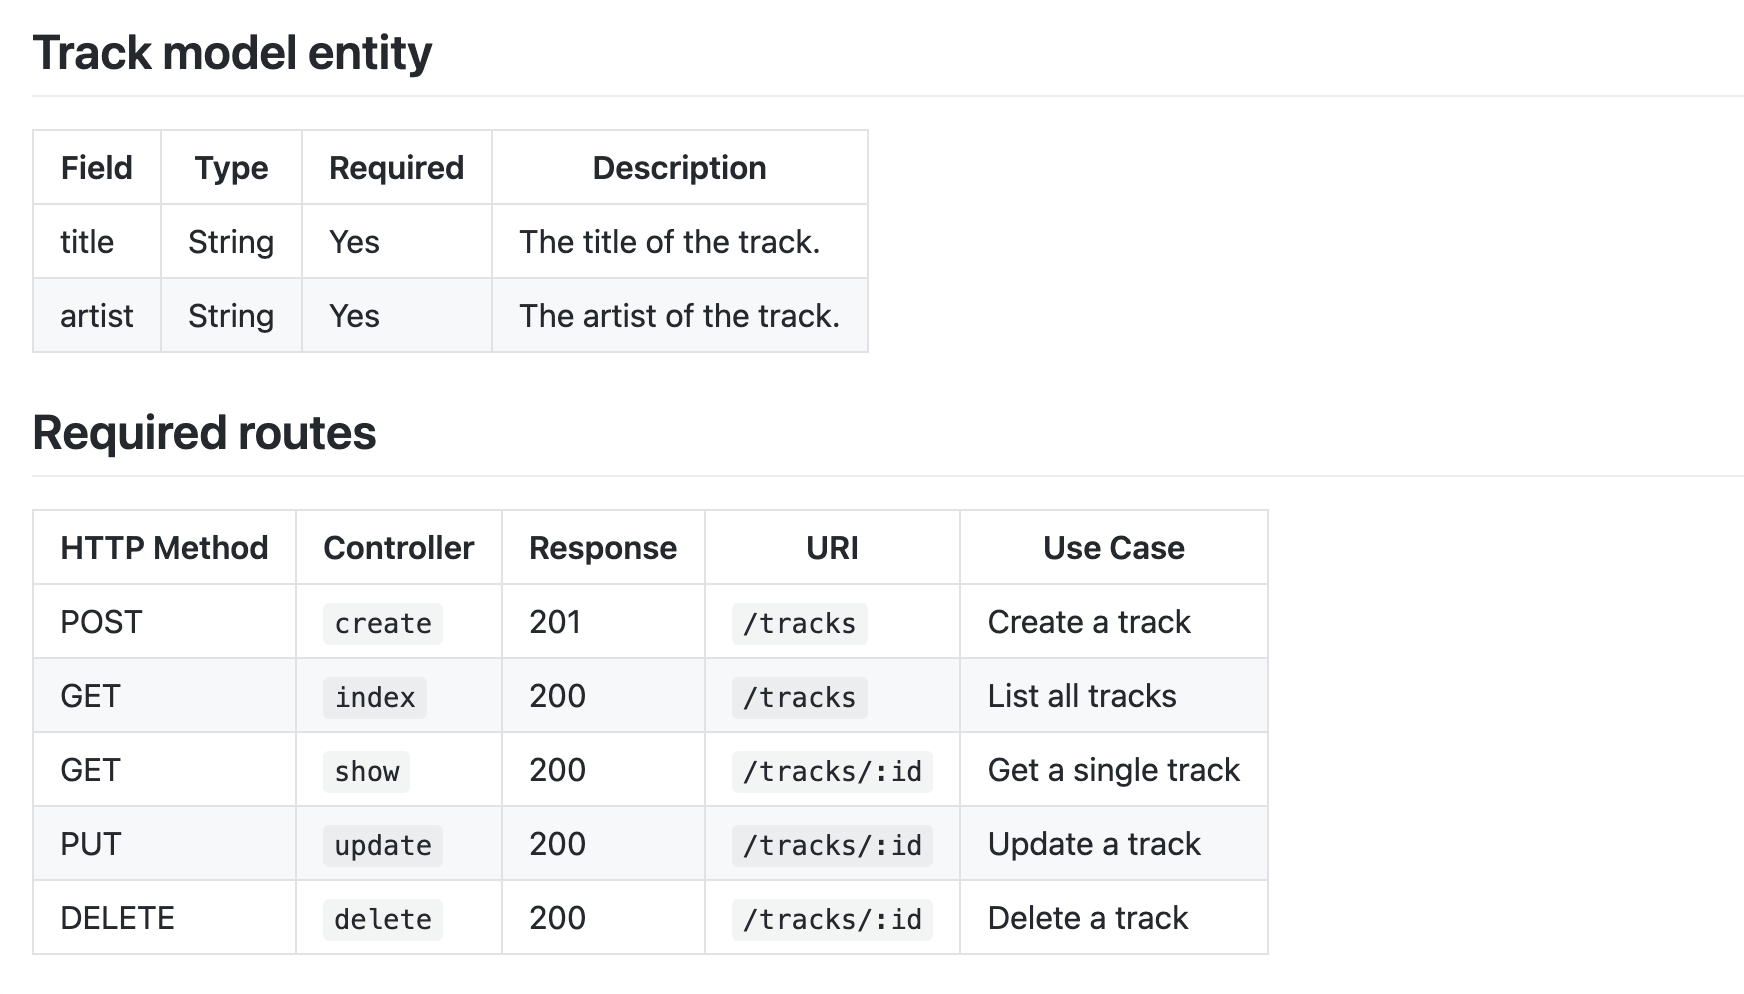 Track model entity
Field Type Required Description
title String Yes The title of the track.
artist String Yes The artist of the track.
Required routes
HTTP Method Controller Response URI Use Case
POST create 201 /tracks Create a track
GET index 200 /tracks List all tracks
GET show 200 /tracks/:id Get a single track
PUT update 200 /tracks/:id Update a track
DELETE delete 200 /tracks/:id Delete a track